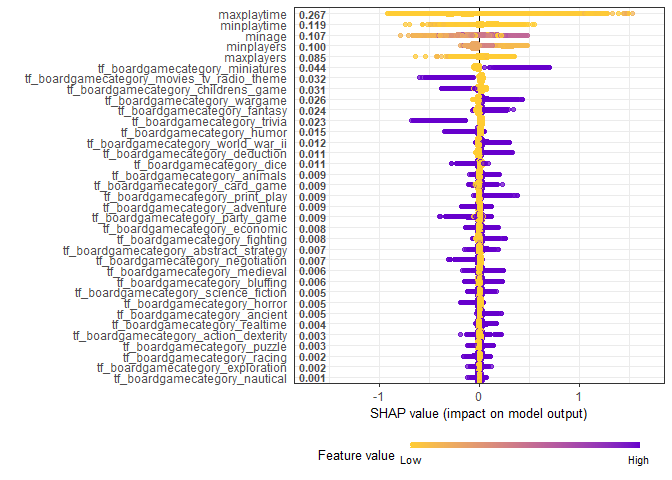 maxplaytime 0.267
minplaytime 0.119
minage 0.107
minplayers 0.100
maxplayers 0.085
tf_boardgamecategory_miniatures 0.044
tf_boardgamecategory_movies_tv_radio_theme 0.032
tf_boardgamecategory_childrens_game 0.031
tf_boardgamecategory_wargame 0.026
tf_boardgamecategory_fantasy 0.024
tf_boardgamecategory_trivia 0.023
tf_boardgamecategory_humor 0.015
tf_boardgamecategory_world_war_ii 0.012
tf_boardgamecategory_deduction 0.011
tf_boardgamecategory_dice 0.011
tf_boardgamecategory_animals 0.009
tf_boardgamecategory_card_game 0.009
tf_boardgamecategory_print_play 0.009
tf_boardgamecategory_adventure 0.009
tf_boardgamecategory_party_game 0.009
tf_boardgamecategory_economic 0.008
tf_boardgamecategory_fighting 0.008
tf_boardgamecategory_abstract_strategy 0.007
tf_boardgamecategory_negotiation 0.007
tf_boardgamecategory_medieval 0.006
tf_boardgamecategory_bluffing 0.006
tf_boardgamecategory_science_fiction 0.005
tf_boardgamecategory_horror 0.005
tf_boardgamecategory_ancient 0.005
tf_boardgamecategory_realtime 0.004
tf_boardgamecategory_action_dexterity 0.003
tf_boardgamecategory_puzzle 0.003
tf_boardgamecategory_racing 0.002
tf_boardgamecategory_exploration 0.002
tf_boardgamecategory_nautical 0.001
-1 0 1
SHAP value (impact on model output)
Feature value
Low High